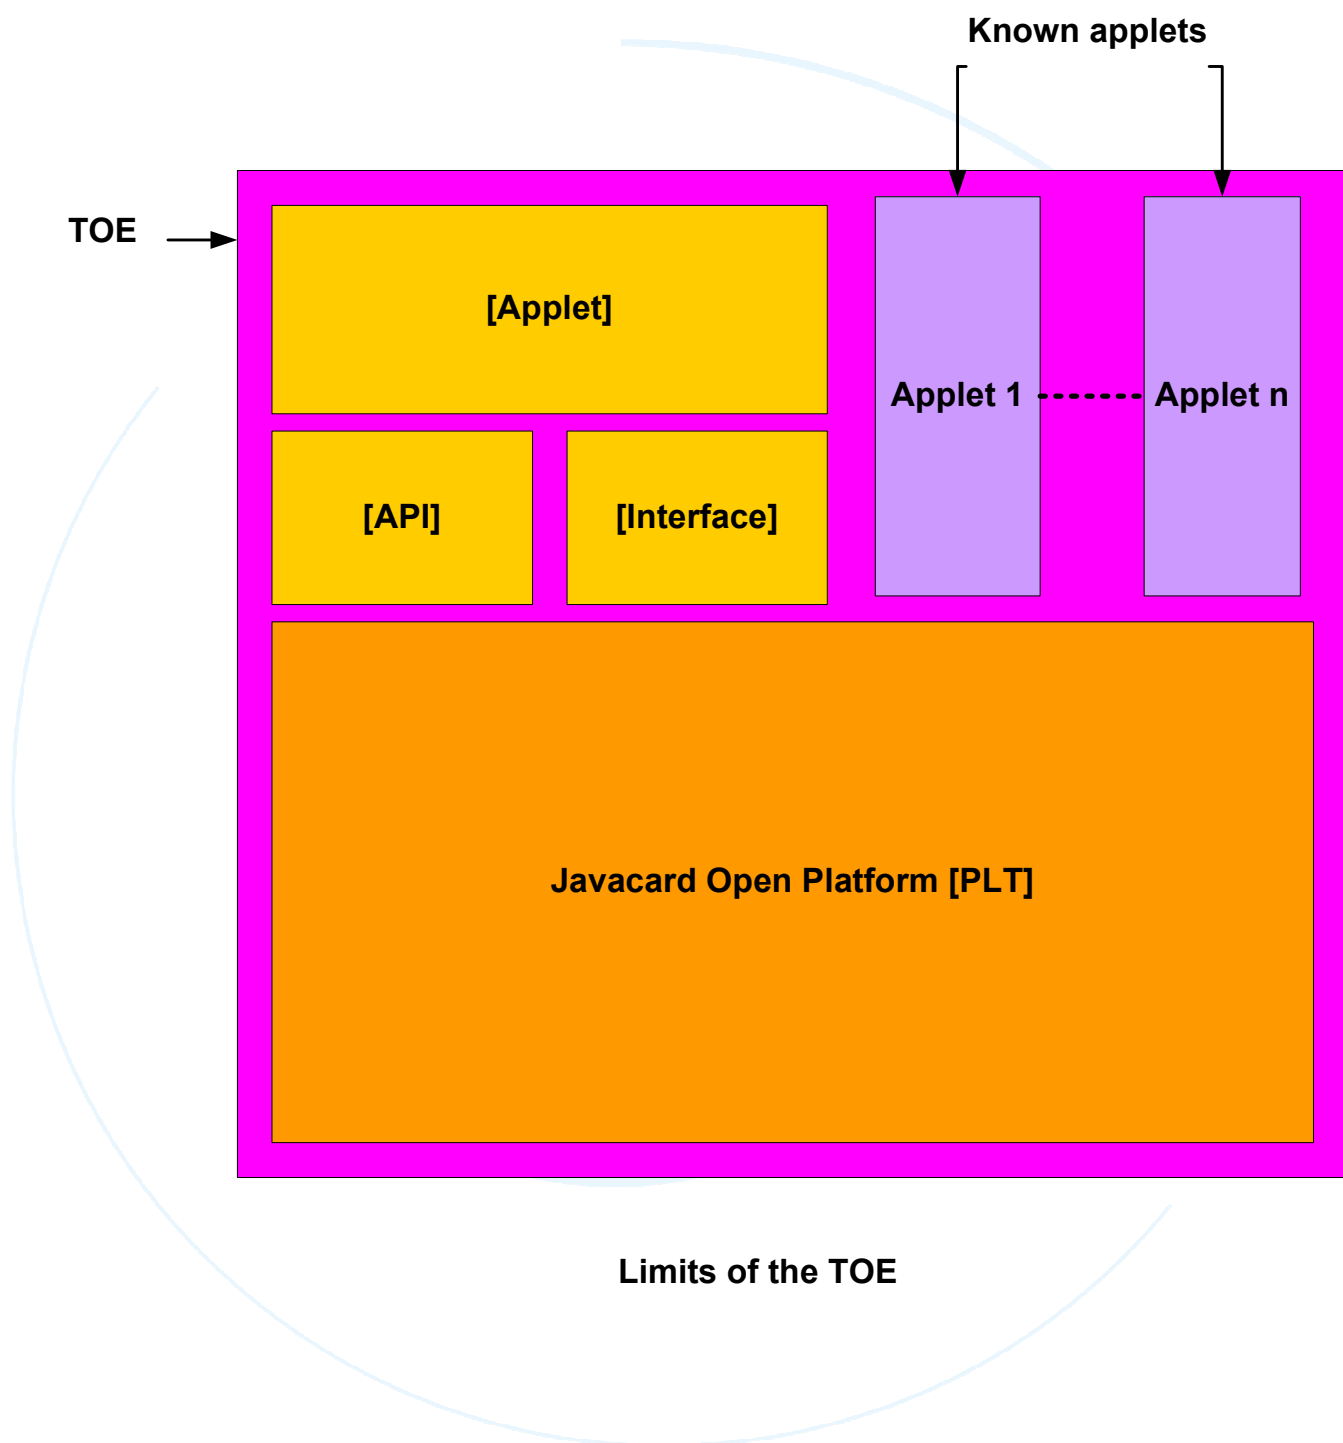 Known applets
TOE
[Applet]
Applet 1
Applet n
[API]
[Interface]
Javacard Open Platform [PLT]
Limits of the TOE